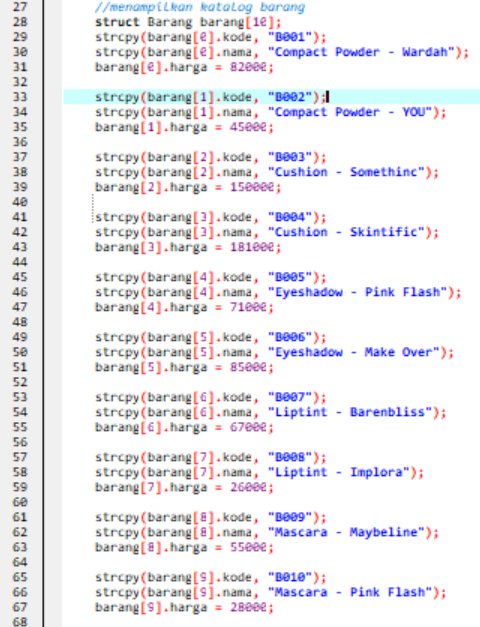 27 //menampilkan katalog barang
28 struct Barang barang[10];
29 strcpy(barang[0].kode, "B001");
30 strcpy(barang[0].nama, "Compact Powder - Wardah");
31 barang[0].harga = 82000;
32
33 strcpy(barang[1].kode, "B002");
34 strcpy(barang[1].nama, "Compact Powder - YOU");
35 barang[1].harga = 45000;
36
37 strcpy(barang[2].kode, "B003");
38 strcpy(barang[2].nama, "Cushion - Somethinc");
39 barang[2].harga = 150000;
40
41 strcpy(barang[3].kode, "B004");
42 strcpy(barang[3].nama, "Cushion - Skintific");
43 barang[3].harga = 181000;
44
45 strcpy(barang[4].kode, "B005");
46 strcpy(barang[4].nama, "Eyeshadow - Pink Flash");
47 barang[4].harga = 71000;
48
49 strcpy(barang[5].kode, "B006");
50 strcpy(barang[5].nama, "Eyeshadow - Make Over");
51 barang[5].harga = 85000;
52
53 strcpy(barang[6].kode, "B007");
54 strcpy(barang[6].nama, "Liptint - Barenbliss");
55 barang[6].harga = 67000;
56
57 strcpy(barang[7].kode, "B008");
58 strcpy(barang[7].nama, "Liptint - Implora");
59 barang[7].harga = 26000;
60
61 strcpy(barang[8].kode, "B009");
62 strcpy(barang[8].nama, "Mascara - Maybeline");
63 barang[8].harga = 55000;
64
65 strcpy(barang[9].kode, "B010");
66 strcpy(barang[9].nama, "Mascara - Pink Flash");
67 barang[9].harga = 28000;
68